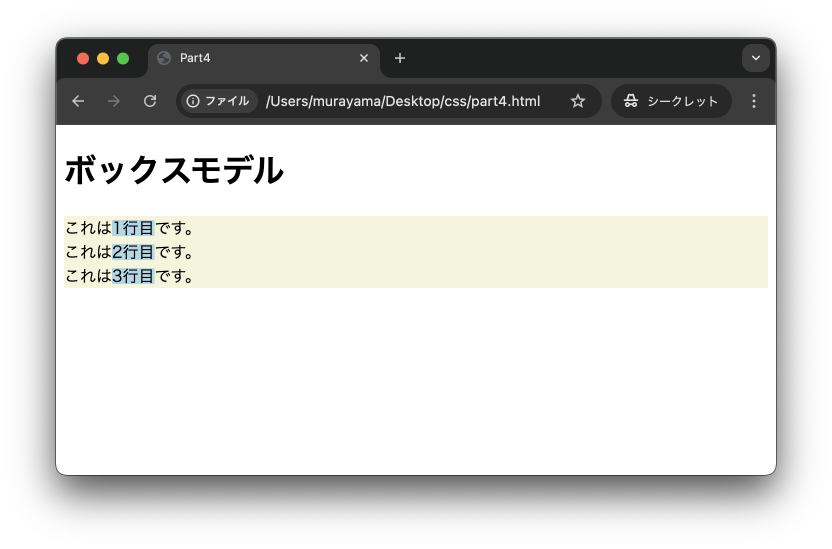 Part4
ファイル /Users/murayama/Desktop/css/part4.html シークレット
ボックスモデル
これは1行目です。
これは2行目です。
これは3行目です。